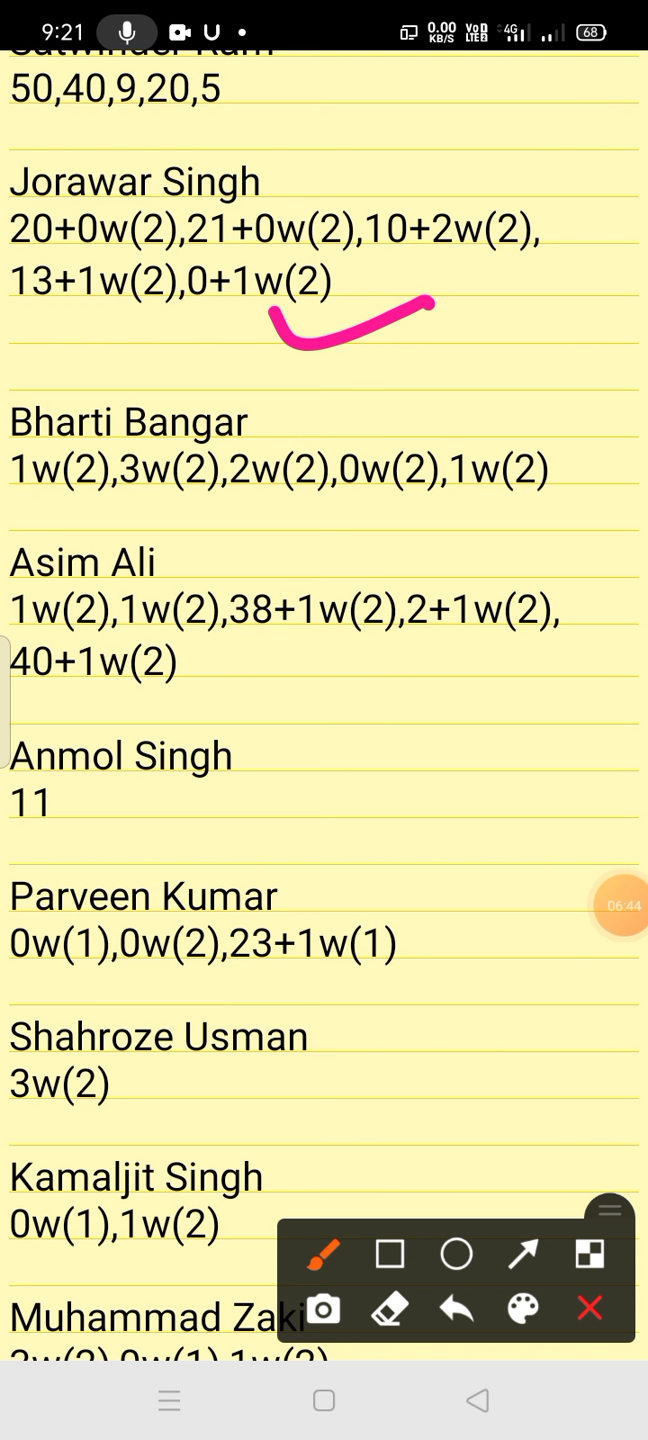 9:21
0.00
KB/S
VoD
LTE2
4G
68
Satwinder Ram
50,40,9,20,5
Jorawar Singh
20+0w(2),21+0w(2),10+2w(2),
13+1w(2),0+1w(2)
Bharti Bangar
1w(2),3w(2),2w(2),0w(2),1w(2)
Asim Ali
1w(2),1w(2),38+1w(2),2+1w(2),
40+1w(2)
Anmol Singh
11
06:44
Parveen Kumar
0w(1),0w(2),23+1w(1)
Shahroze Usman
3w(2)
Kamaljit Singh
0w(1),1w(2)
Muhammad Zaki